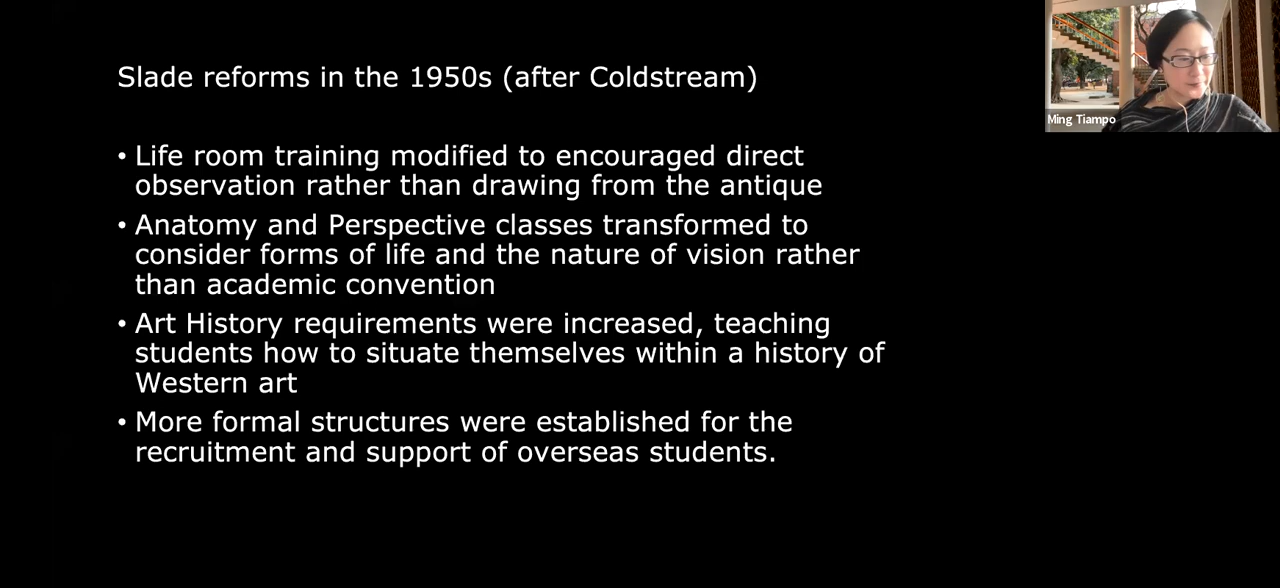 Slade reforms in the 1950s (after Coldstream)
• Life room training modified to encouraged direct
observation rather than drawing from the antique
• Anatomy and Perspective classes transformed to
consider forms of life and the nature of vision rather
than academic convention
• Art History requirements were increased, teaching
students how to situate themselves within a history of
Western art
• More formal structures were established for the
recruitment and support of overseas students.
Ming Tiampo